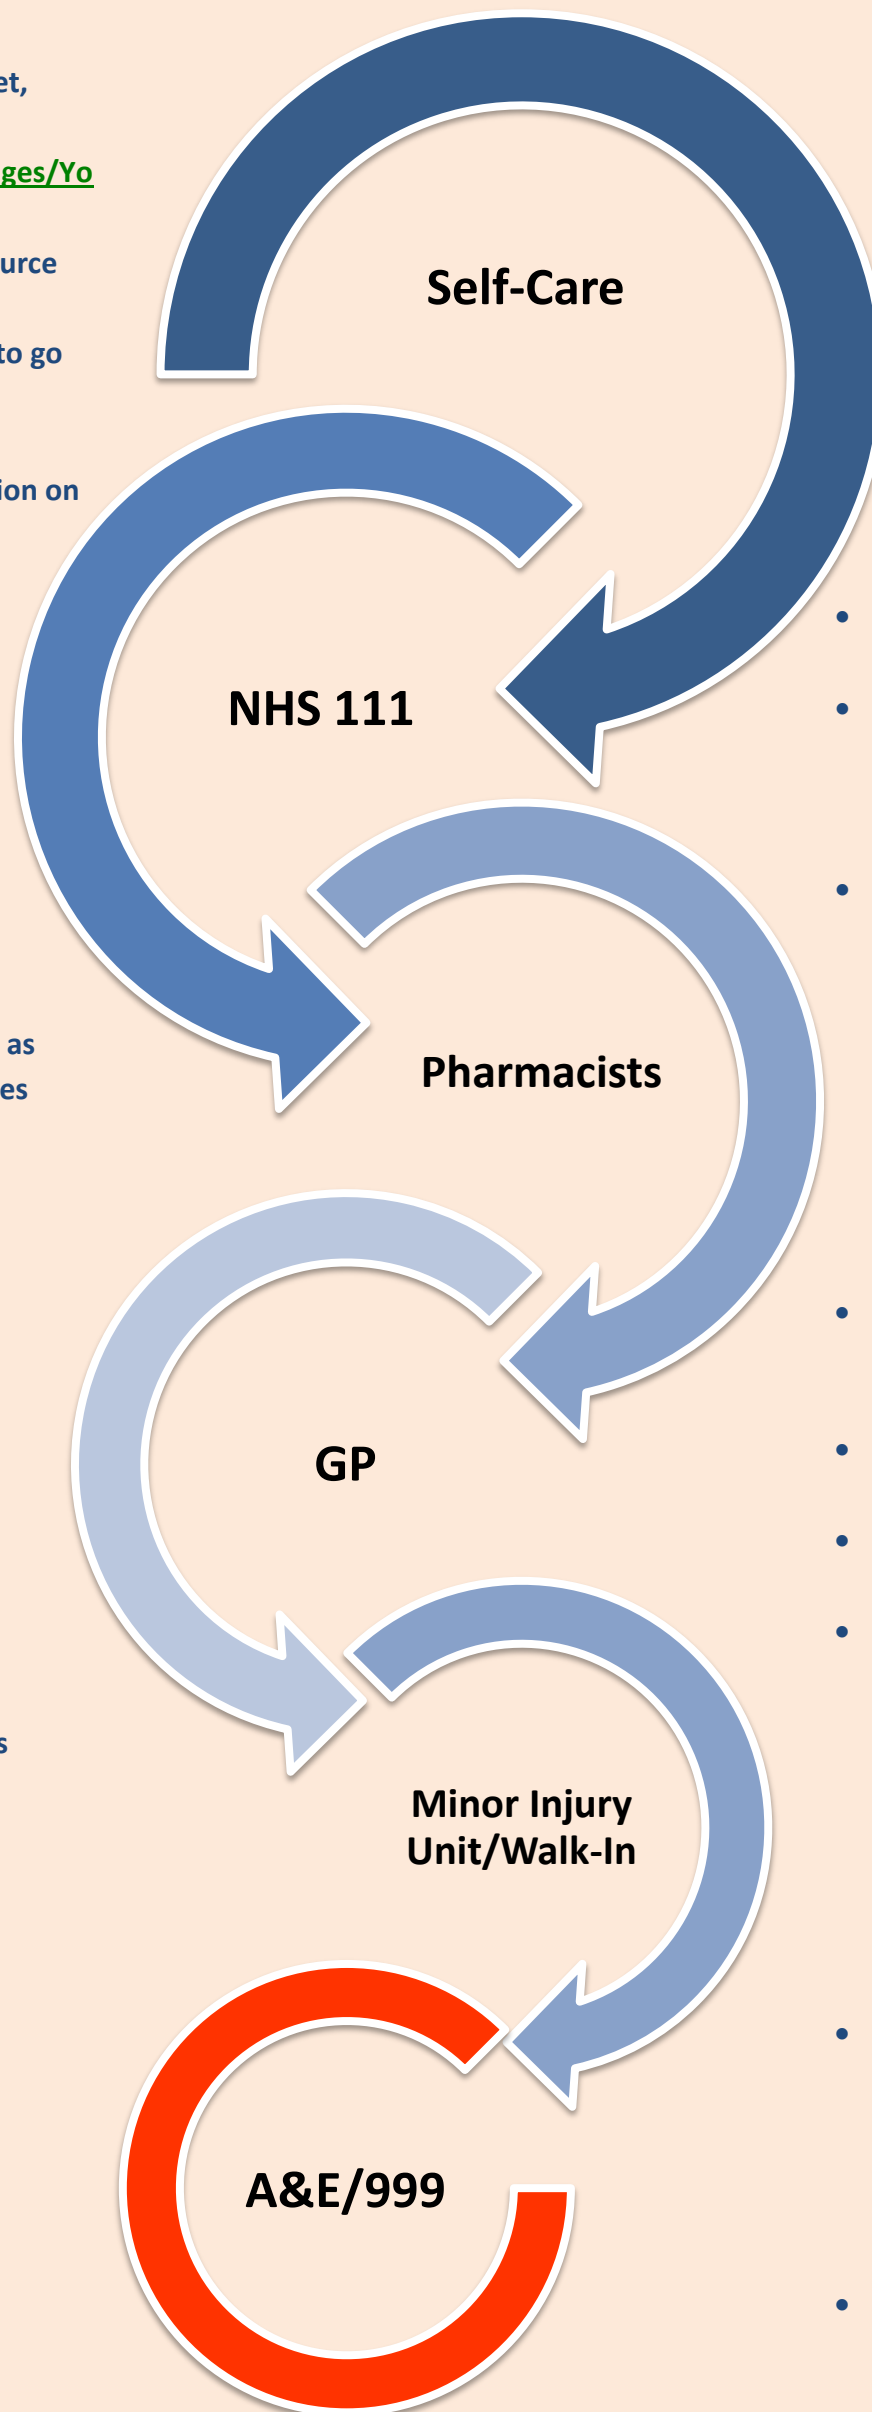 et,
ges/Yo
urce
Self-Care
to go
ion on
NHS 111
as
es
Pharmacists
GP
s
Minor Injury
Unit/Walk-In
A&E/999